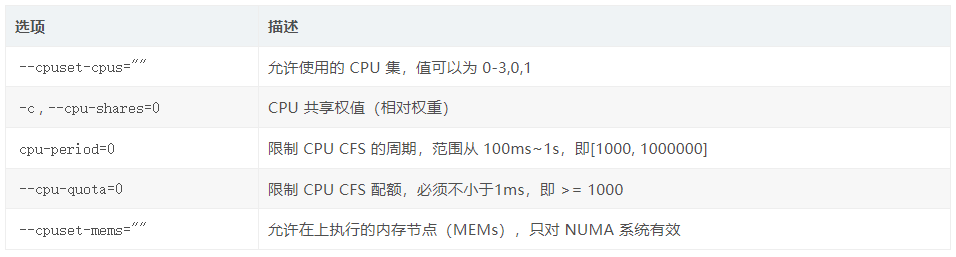 选项 描述
--cpuset-cpus="" 允许使用的 CPU 集，值可以为 0-3,0,1
-c , --cpu-shares=0 CPU 共享权值（相对权重）
cpu-period=0 限制 CPU CFS 的周期，范围从 100ms~1s，即[1000, 1000000]
--cpu-quota=0 限制 CPU CFS 配额，必须不小于1ms，即 >= 1000
--cpuset-mems="" 允许在上执行的内存节点（MEMs），只对 NUMA 系统有效